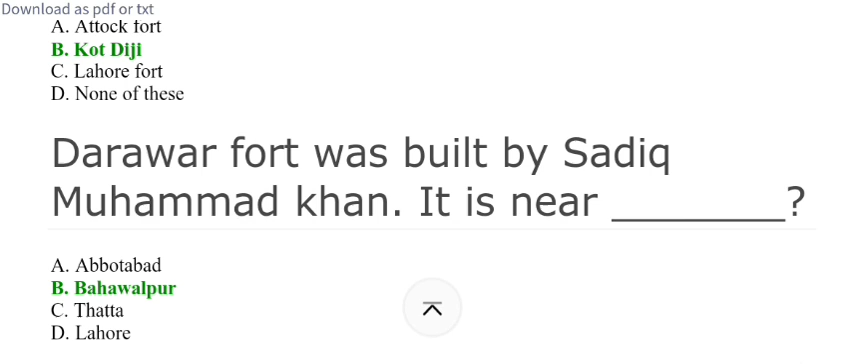 Download as pdf or txt
A. Attock fort
B. Kot Diji
C. Lahore fort
D. None of these
Darawar fort was built by Sadiq
Muhammad khan. It is near ________?
A. Abbotabad
B. Bahawalpur
C. Thatta
D. Lahore